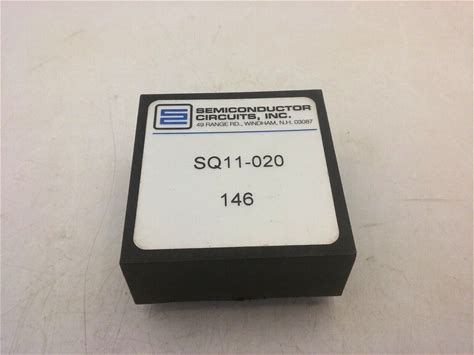 SEMICONDUCTOR
CIRCUITS, INC.
49 RANGE RD., WINDHAM, N.H. 03087
SQ11-020
146